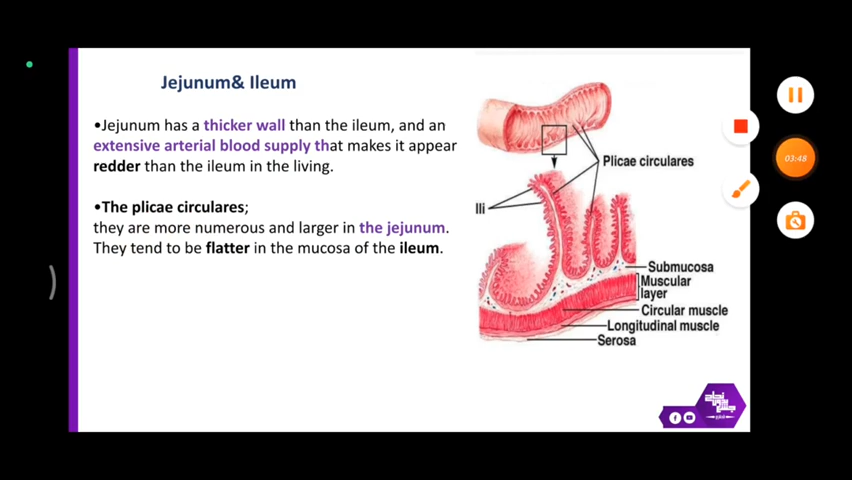 Jejunum& Ileum
•Jejunum has a thicker wall than the ileum, and an
extensive arterial blood supply that makes it appear
redder than the ileum in the living.
•The plicae circulares;
they are more numerous and larger in the jejunum.
They tend to be flatter in the mucosa of the ileum.
Plicae circulares
lli
Submucosa
Muscular
layer
Circular muscle
Longitudinal muscle
Serosa
03:48